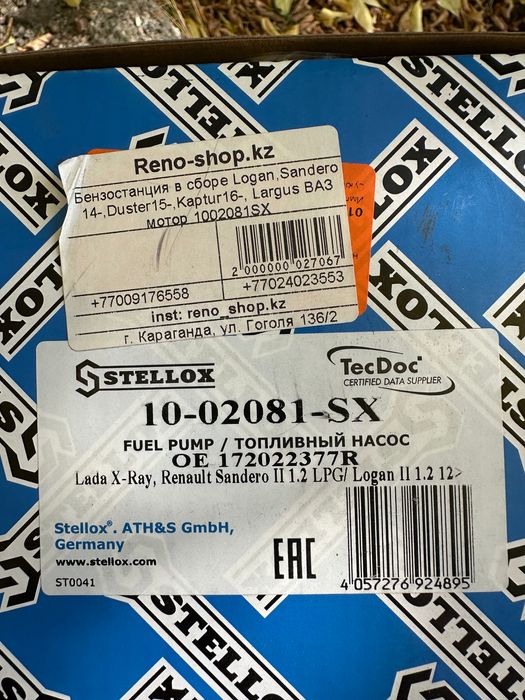 STELLOX
STELLOX
STELLOX
Reno-shop.kz
Бензостанция в сборе Logan,Sandero
14-,Duster15-,Kaptur16-, Largus ВАЗ
мотор 1002081SX
2 000000 027067
+77009176558
+77024023553
inst: reno_shop.kz
г. Караганда, ул. Гоголя 136/2
STELLOX
TecDoc
CERTIFIED DATA SUPPLIER
10-02081-SX
FUEL PUMP / ТОПЛИВНЫЙ НАСОС
OE 172022377R
Lada X-Ray, Renault Sandero II 1.2 LPG/ Logan II 1.2 12>
Stellox®. ATH&S GmbH,
Germany
www.stellox.com
EAC
4 057276 924895
ST0041